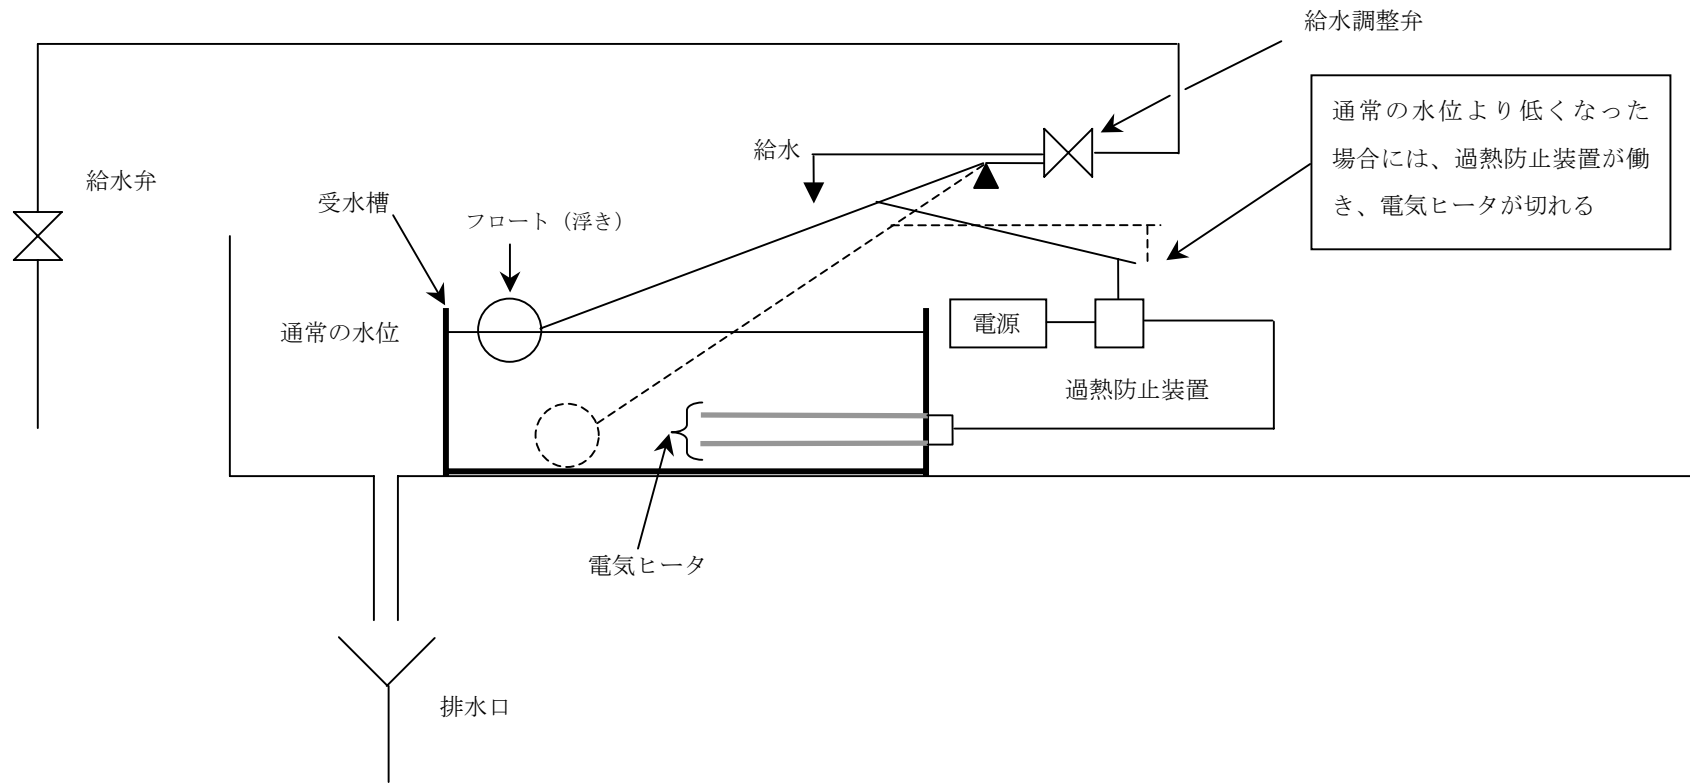 給水調整弁
通常の水位より低くなった
場合には、過熱防止装置が働
き、電気ヒータが切れる
給水
給水弁
受水槽
フロート（浮き）
通常の水位
電源
過熱防止装置
電気ヒータ
排水口